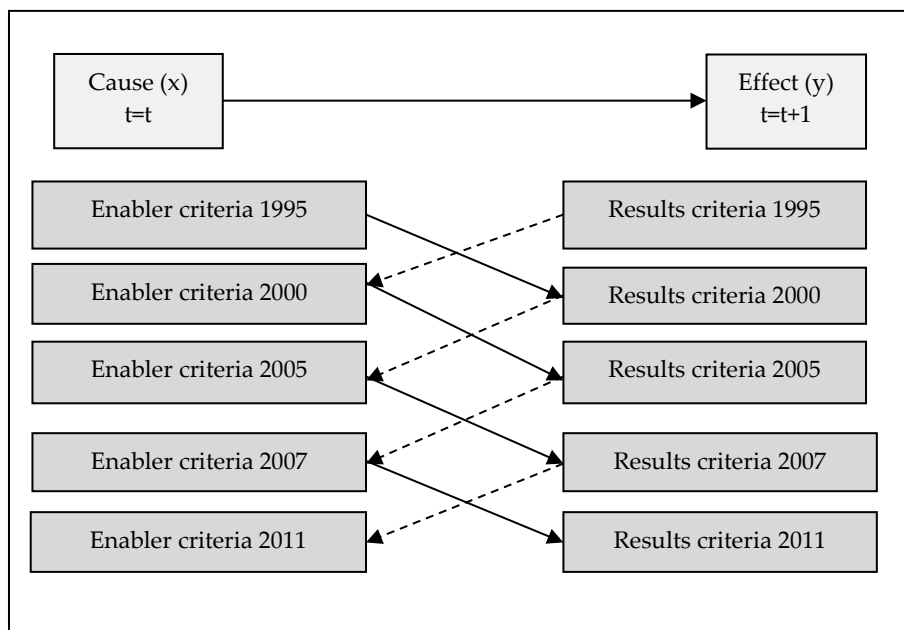 Cause (x)
t=t
Effect (y)
t=t+1
Enabler criteria 1995
Results criteria 1995
Enabler criteria 2000
Results criteria 2000
Enabler criteria 2005
Results criteria 2005
Enabler criteria 2007
Results criteria 2007
Enabler criteria 2011
Results criteria 2011